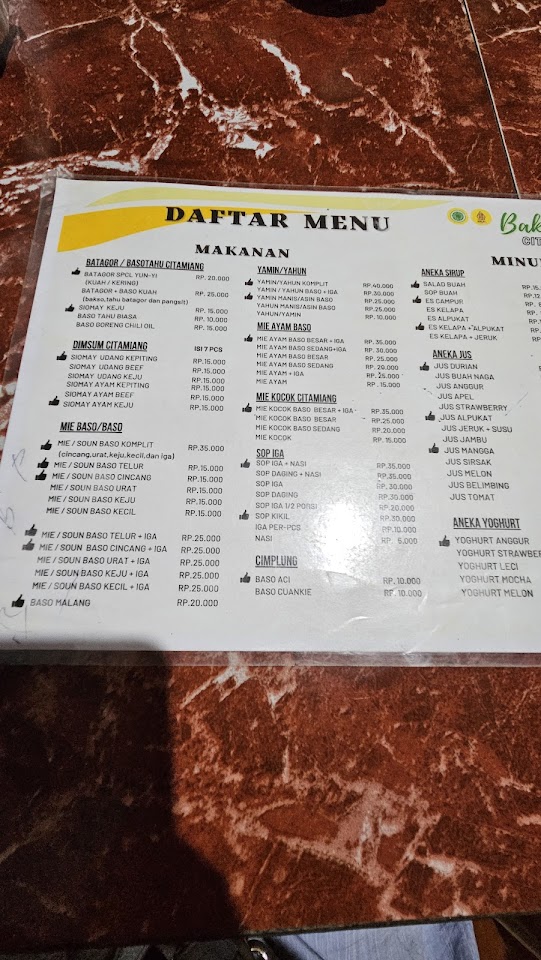 DAFTAR MENU
MAKANAN
BATAGOR / BASOTAHU CITAMIANG
BATAGOR SPCL YUN-YI RP. 20.000
(KUAH / KERING)
BATAGOR + BASO KUAH RP. 25.000
(bakso,tahu batagor dan pangsit)
SIOMAY KEJU RP. 15.000
BASO TAHU BIASA RP. 10.000
BASO GORENG CHILI OIL RP. 15.000
DIMSUM CITAMIANG ISI 7 PCS
SIOMAY UDANG KEPITING RP.15.000
SIOMAY UDANG BEEF RP.15.000
SIOMAY UDANG KEJU RP.15.000
SIOMAY AYAM KEPITING RP.15.000
SIOMAY AYAM BEEF RP.15.000
SIOMAY AYAM KEJU RP.15.000
MIE BASO/BASO
MIE / SOUN BASO KOMPLIT RP.35.000
(cincang,urat,keju,kecil,dan iga)
MIE / SOUN BASO TELUR RP.15.000
MIE / SOUN BASO CINCANG RP.15.000
MIE / SOUN BASO URAT RP.15.000
MIE / SOUN BASO KEJU RP.15.000
MIE / SOUN BASO KECIL RP.15.000
MIE / SOUN BASO TELUR + IGA RP.25.000
MIE / SOUN BASO CINCANG + IGA RP.25.000
MIE / SOUN BASO URAT + IGA RP.25.000
MIE / SOUN BASO KEJU + IGA RP.25.000
MIE / SOUN BASO KECIL + IGA RP.25.000
BASO MALANG RP.20.000
YAMIN/YAHUN
YAMIN/YAHUN KOMPLIT RP.40.000
YAMIN / YAHUN BASO + IGA RP.30.000
YAMIN MANIS/ASIN BASO RP.25.000
YAHUN MANIS/ASIN BASO RP.25.000
YAHUN/YAMIN RP.10.000
MIE AYAM BASO
MIE AYAM BASO BESAR + IGA RP.35.000
MIE AYAM BASO SEDANG+IGA RP.30.000
MIE AYAM BASO BESAR RP.25.000
MIE AYAM BASO SEDANG RP.20.000
MIE AYAM + IGA RP.25.000
MIE AYAM RP. 15.000
MIE KOCOK CITAMIANG
MIE KOCOK BASO BESAR + IGA RP.35.000
MIE KOCOK BASO BESAR RP.25.000
MIE KOCOK BASO SEDANG RP.20.000
MIE KOCOK RP. 15.000
SOP IGA
SOP IGA + NASI RP.35.000
SOP DAGING + NASI RP.35.000
SOP IGA RP.30.000
SOP DAGING RP.30.000
SOP IGA 1/2 PORSI RP.20.000
SOP KIKIL RP.30.000
IGA PER-PCS RP.10.000
NASI RP. 5.000
CIMPLUNG
BASO ACI RP.10.000
BASO CUANKIE RP.10.000
Bak
CIT
MINU
ANEKA SIRUP
SALAD BUAH RP.15.
SOP BUAH RP.12
ES CAMPUR RP.
ES KELAPA RP.
ES ALPUKAT
ES KELAPA + ALPUKAT
ES KELAPA + JERUK
ANEKA JUS
JUS DURIAN
JUS BUAH NAGA
JUS ANGGUR
JUS APEL
JUS STRAWBERRY
JUS ALPUKAT
JUS JERUK + SUSU
JUS JAMBU
JUS MANGGA
JUS SIRSAK
JUS MELON
JUS BELIMBING
JUS TOMAT
ANEKA YOGHURT
YOGHURT ANGGUR
YOGHURT STRAWBER
YOGHURT LECI
YOGHURT MOCHA
YOGHURT MELON